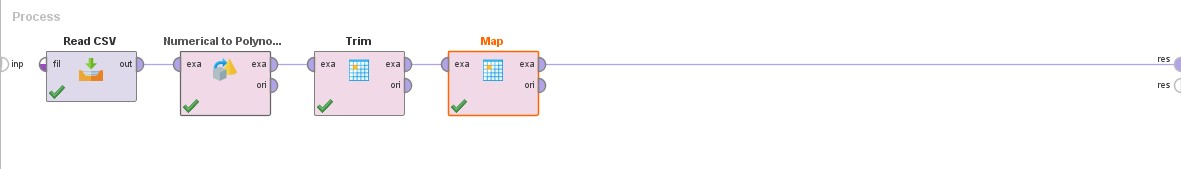 Process
Read CSV
Numerical to Polyno...
Trim
Map
inp
fil
out
exa
exa
ori
exa
exa
ori
exa
exa
ori
res
res